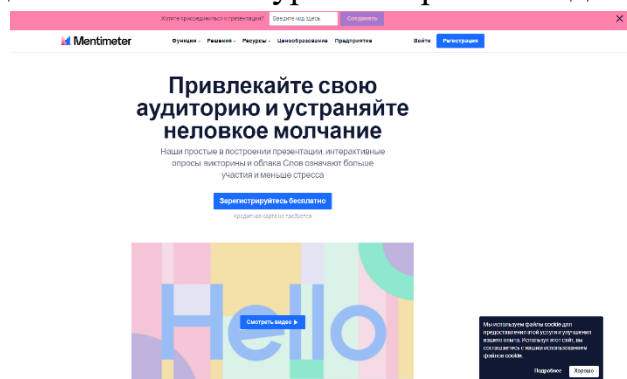 Хотите присоединиться к презентации? Введите код здесь Сохранить
Mentimeter Функции Решения Ресурсы Ценообразование Предприятие Войти Регистрация
Привлекайте свою
аудиторию и устраняйте
неловкое молчание
Наши простые в построении презентации, интерактивные
опросы, викторины и облака Слов означают больше
участия и меньше стресса
Зарегистрируйтесь бесплатно
Кредитная карта не требуется
Hello
Смотреть видео
Мы используем файлы cookie для
предоставления этой услуги и улучшения
вашего опыта. Используя этот сайт, вы
соглашаетесь с нашим использованием
файлов cookie.
Подробнее Хорошо